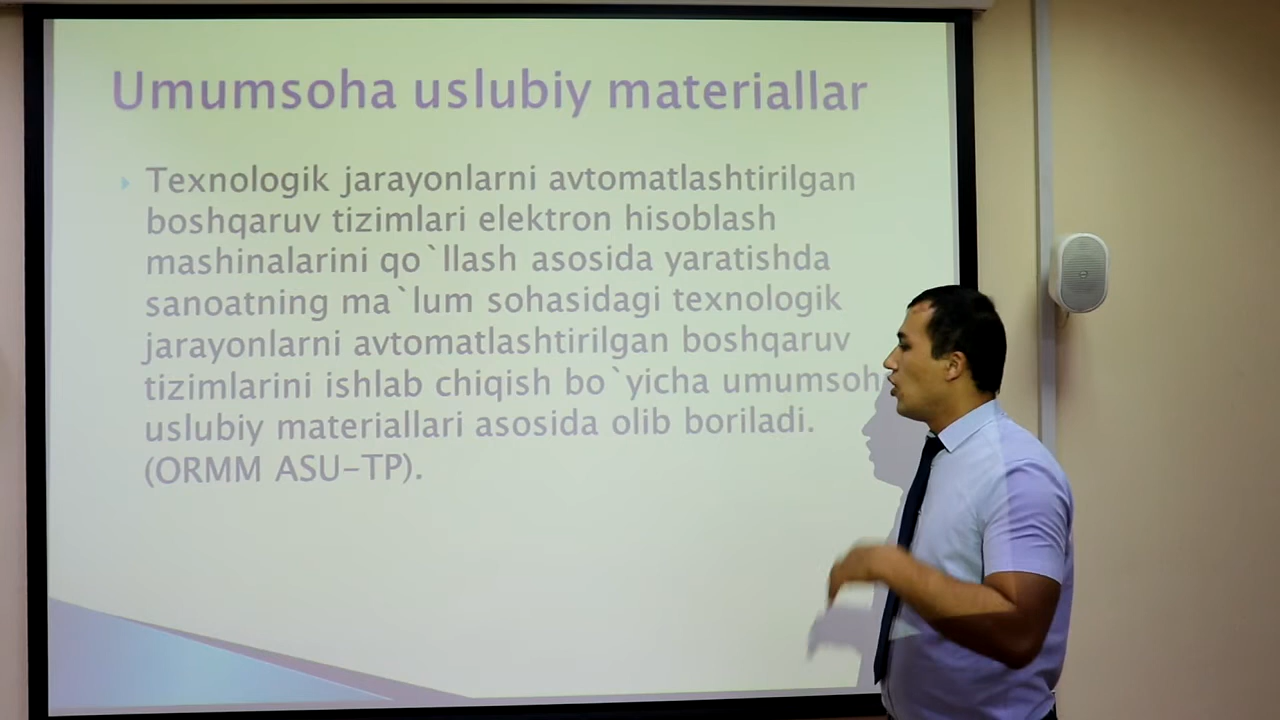 Umumsoha uslubiy materiallar
Texnologik jarayonlarni avtomatlashtirilgan
boshqaruv tizimlari elektron hisoblash
mashinalarini qo`llash asosida yaratishda
sanoatning ma`lum sohasidagi texnologik
jarayonlarni avtomatlashtirilgan boshqaruv
tizimlarini ishlab chiqish bo`yicha umumsoha
uslubiy materiallari asosida olib boriladi.
(ORMM ASU-TP).